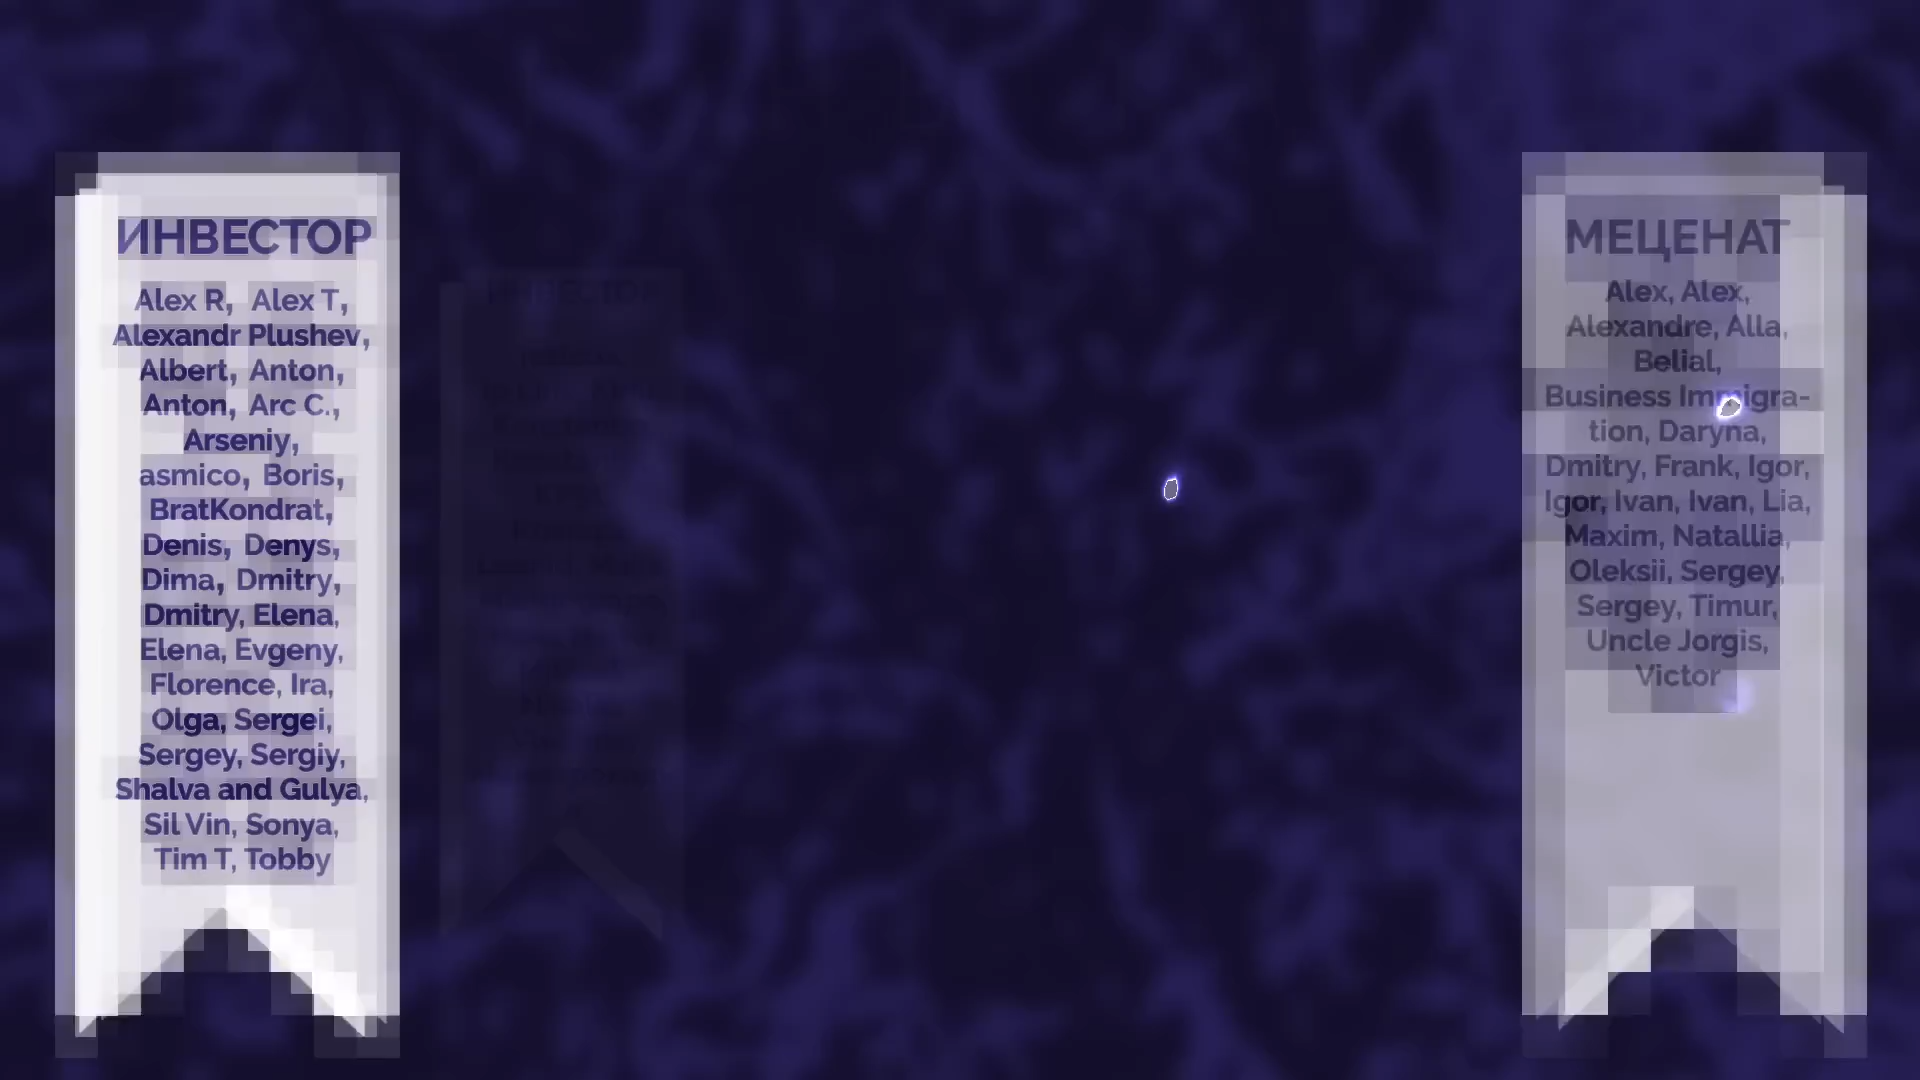 ИНВЕСТОР
Alex R, Alex T,
Alexandr Plushev,
Albert, Anton,
Anton, Arc C.,
Arseniy,
asmico, Boris,
BratKondrat,
Denis, Denys,
Dima, Dmitry,
Dmitry, Elena,
Elena, Evgeny,
Florence, Ira,
Olga, Sergei,
Sergey, Sergiy,
Shalva and Gulya,
Sil Vin, Sonya,
Tim T, Tobby
МЕЦЕНАТ
Alex, Alex,
Alexandre, Alla,
Belial,
Business Immigra-
tion, Daryna,
Dmitry, Frank, Igor,
Igor, Ivan, Ivan, Lia,
Maxim, Natallia,
Oleksii, Sergey,
Sergey, Timur,
Uncle Jorgis,
Victor